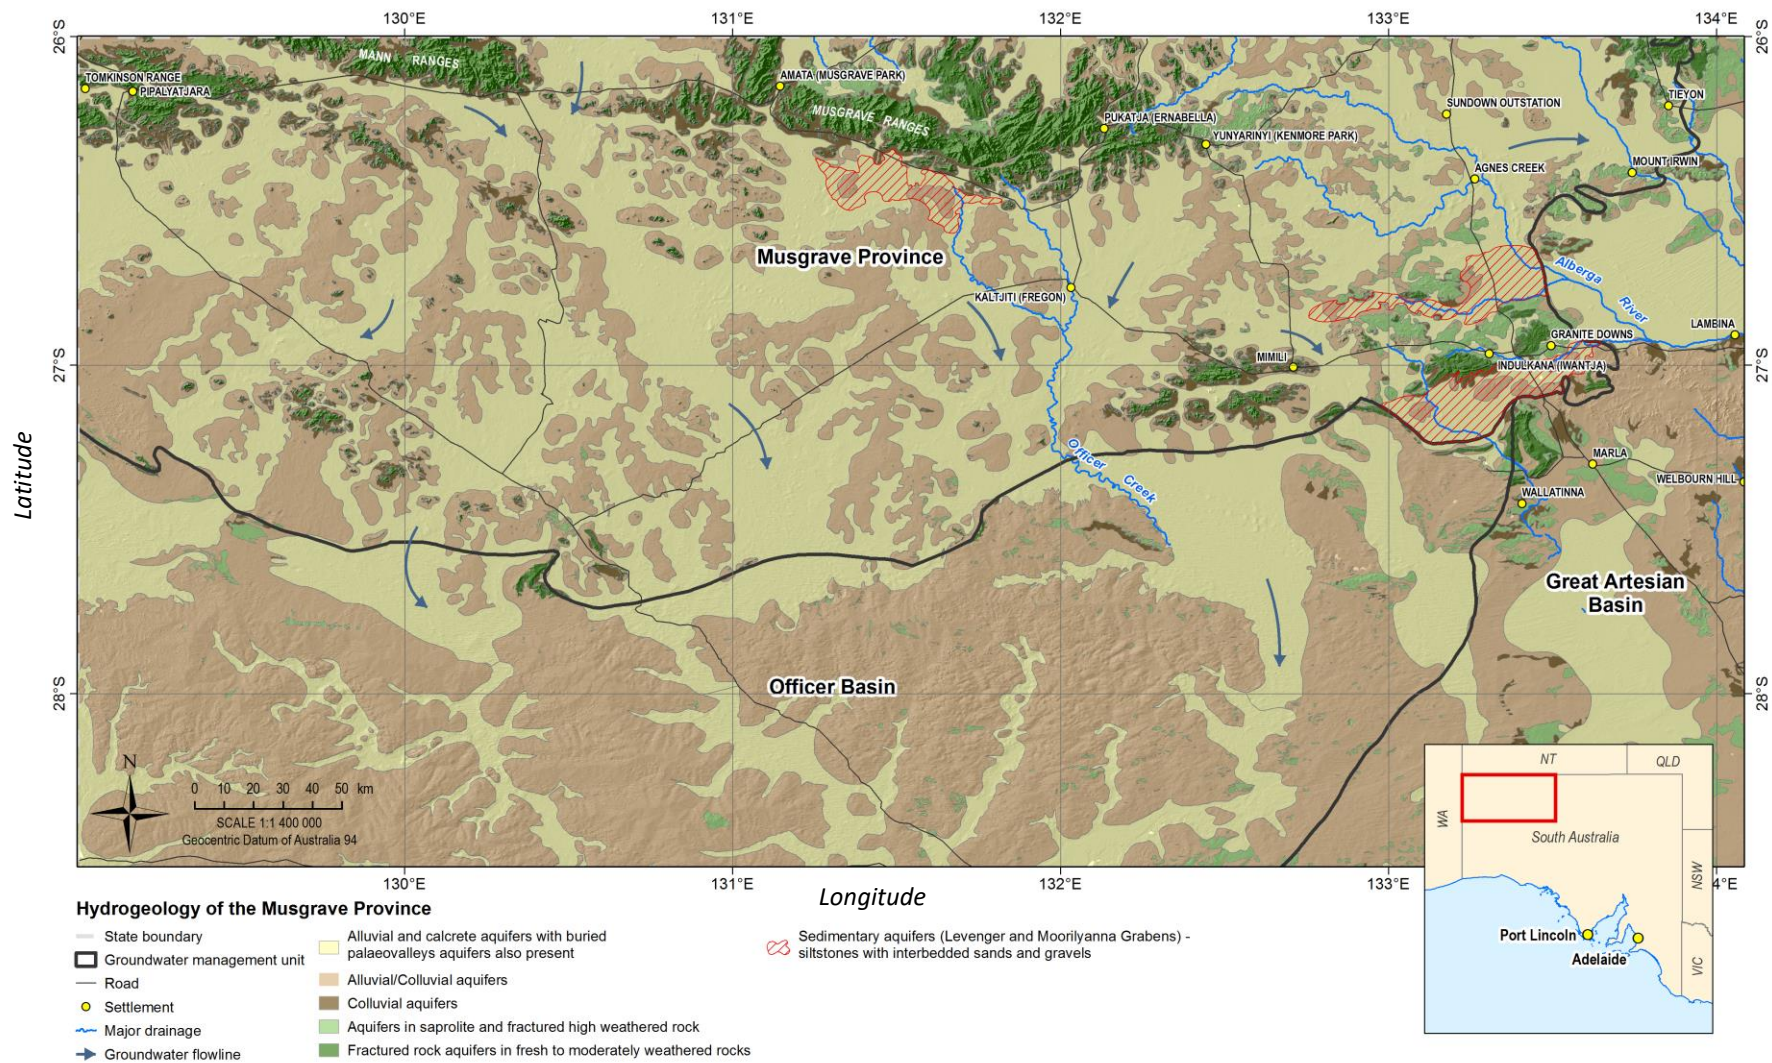 130°E
131°E
132°E
133°E
134°E
26°S
26°S
MANN RANGES
TOMKINSON RANGE
PIPALYATJARA
AMATA (MUSGRAVE PARK)
MUSGRAVE RANGES
PUKATJA (ERNABELLA)
YUNYARINYI (KENMORE PARK)
SUNDOWN OUTSTATION
TIEYON
AGNES CREEK
MOUNT IRWIN
Musgrave Province
KALTJITI (FREGON)
Alberga
River
LAMBINA
GRANITE DOWNS
MIMILI
INDULKANA (IWANTJA)
27°S
27°S
Latitude
Officer
Creek
MARLA
WELBOURN HILL
WALLATINNA
Great Artesian
Basin
Officer Basin
28°S
28°S
N
0 10 20 30 40 50 km
SCALE 1:1 400 000
Geocentric Datum of Australia 94
NT
QLD
WA
South Australia
NSW
VIC
Port Lincoln
Adelaide
130°E
131°E
132°E
133°E
4°E
Longitude
Hydrogeology of the Musgrave Province
State boundary
Groundwater management unit
Road
Settlement
Major drainage
Groundwater flowline
Alluvial and calcrete aquifers with buried
palaeovalleys aquifers also present
Alluvial/Colluvial aquifers
Colluvial aquifers
Aquifers in saprolite and fractured high weathered rock
Fractured rock aquifers in fresh to moderately weathered rocks
Sedimentary aquifers (Levenger and Moorilyanna Grabens) -
siltstones with interbedded sands and gravels